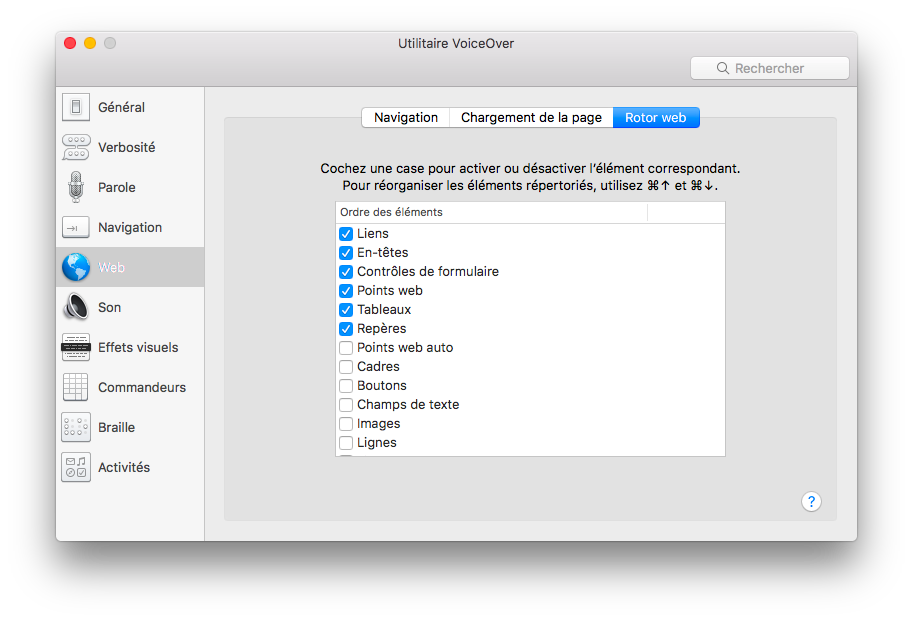 Utilitaire VoiceOver
Rechercher
Général
Verbosité
Parole
Navigation
Web
Son
Effets visuels
Commandeurs
Braille
Activités
Navigation Chargement de la page Rotor web
Cochez une case pour activer ou désactiver l’élément correspondant.
Pour réorganiser les éléments répertoriés, utilisez ⌘↑ et ⌘↓.
Ordre des éléments
Liens
En-têtes
Contrôles de formulaire
Points web
Tableaux
Repères
Points web auto
Cadres
Boutons
Champs de texte
Images
Lignes
?